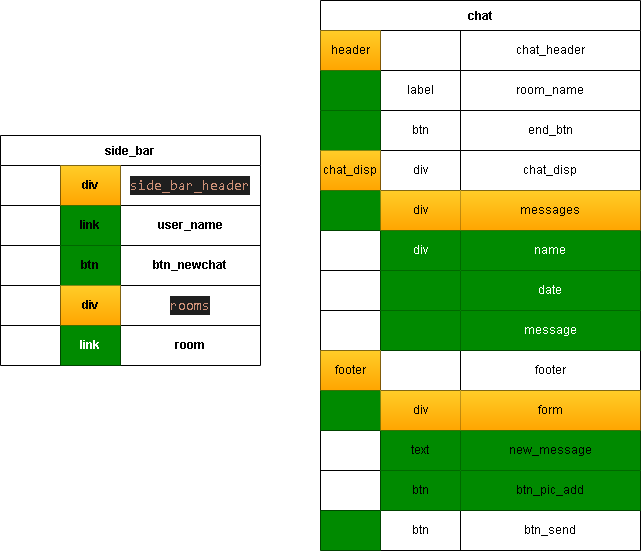 side_bar
div side_bar_header
link user_name
btn btn_newchat
div rooms
link room
chat
header chat_header
label room_name
btn end_btn
chat_disp div chat_disp
div messages
div name
date
message
footer footer
div form
text new_message
btn btn_pic_add
btn btn_send